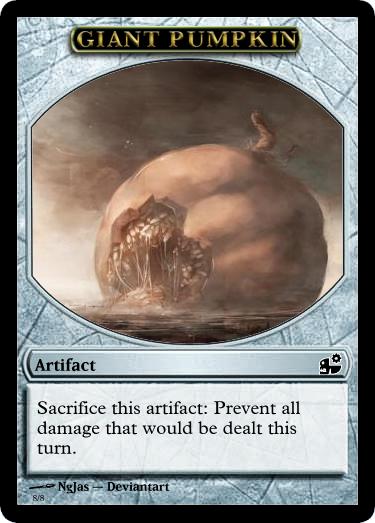 GIANT PUMPKIN
Artifact
Sacrifice this artifact: Prevent all
damage that would be dealt this
turn.
NgJas — Deviantart
8/8